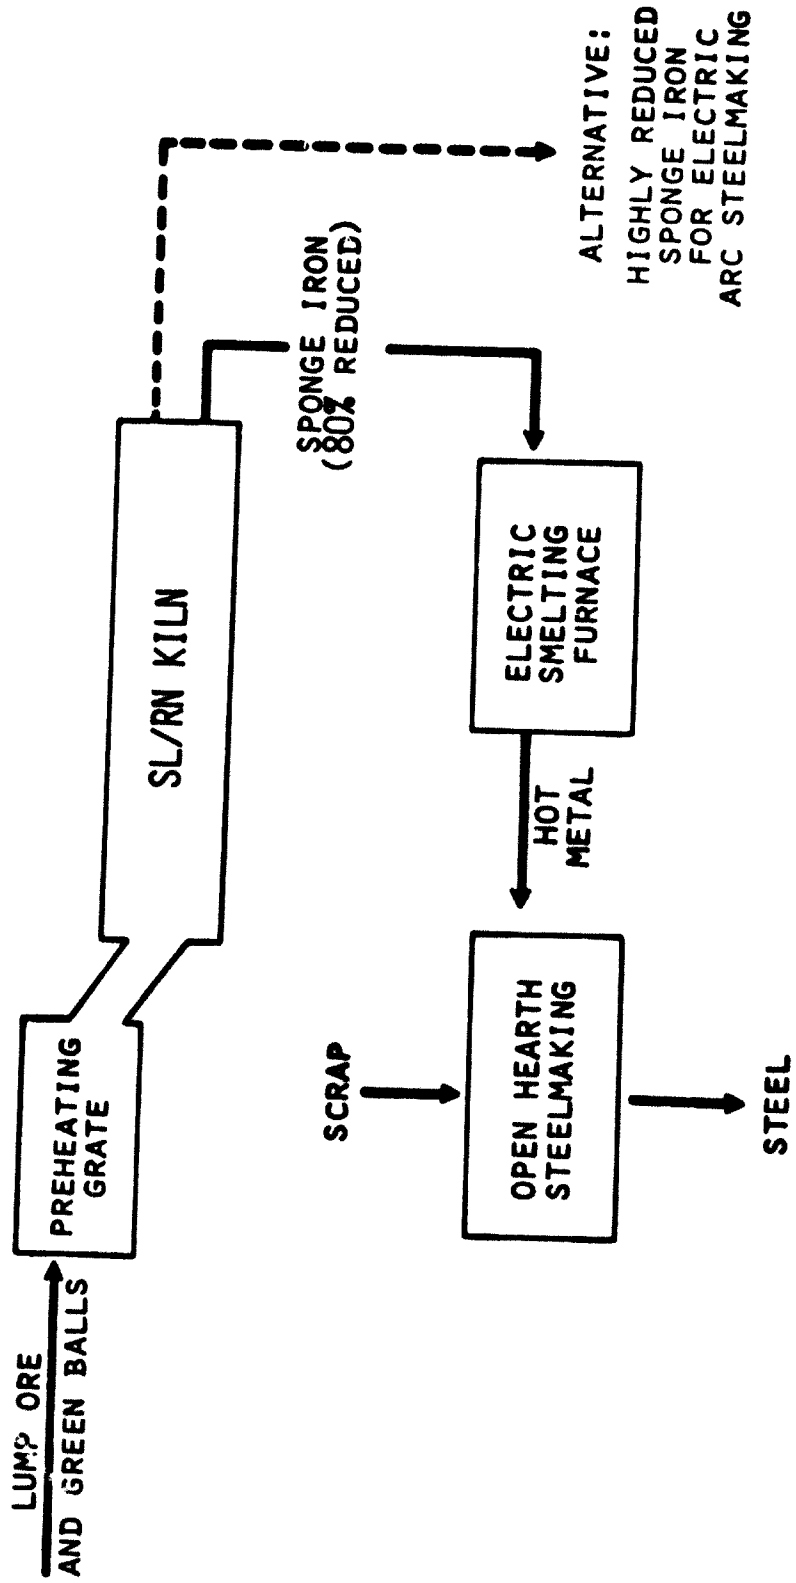 LUMP ORE
AND GREEN BALLS
PREHEATING
GRATE
SL/RN KILN
SPONGE IRON
(80% REDUCED)
ALTERNATIVE:
HIGHLY REDUCED
SPONGE IRON
FOR ELECTRIC
ARC STEELMAKING
ELECTRIC
SMELTING
FURNACE
HOT
METAL
SCRAP
OPEN HEARTH
STEELMAKING
STEEL